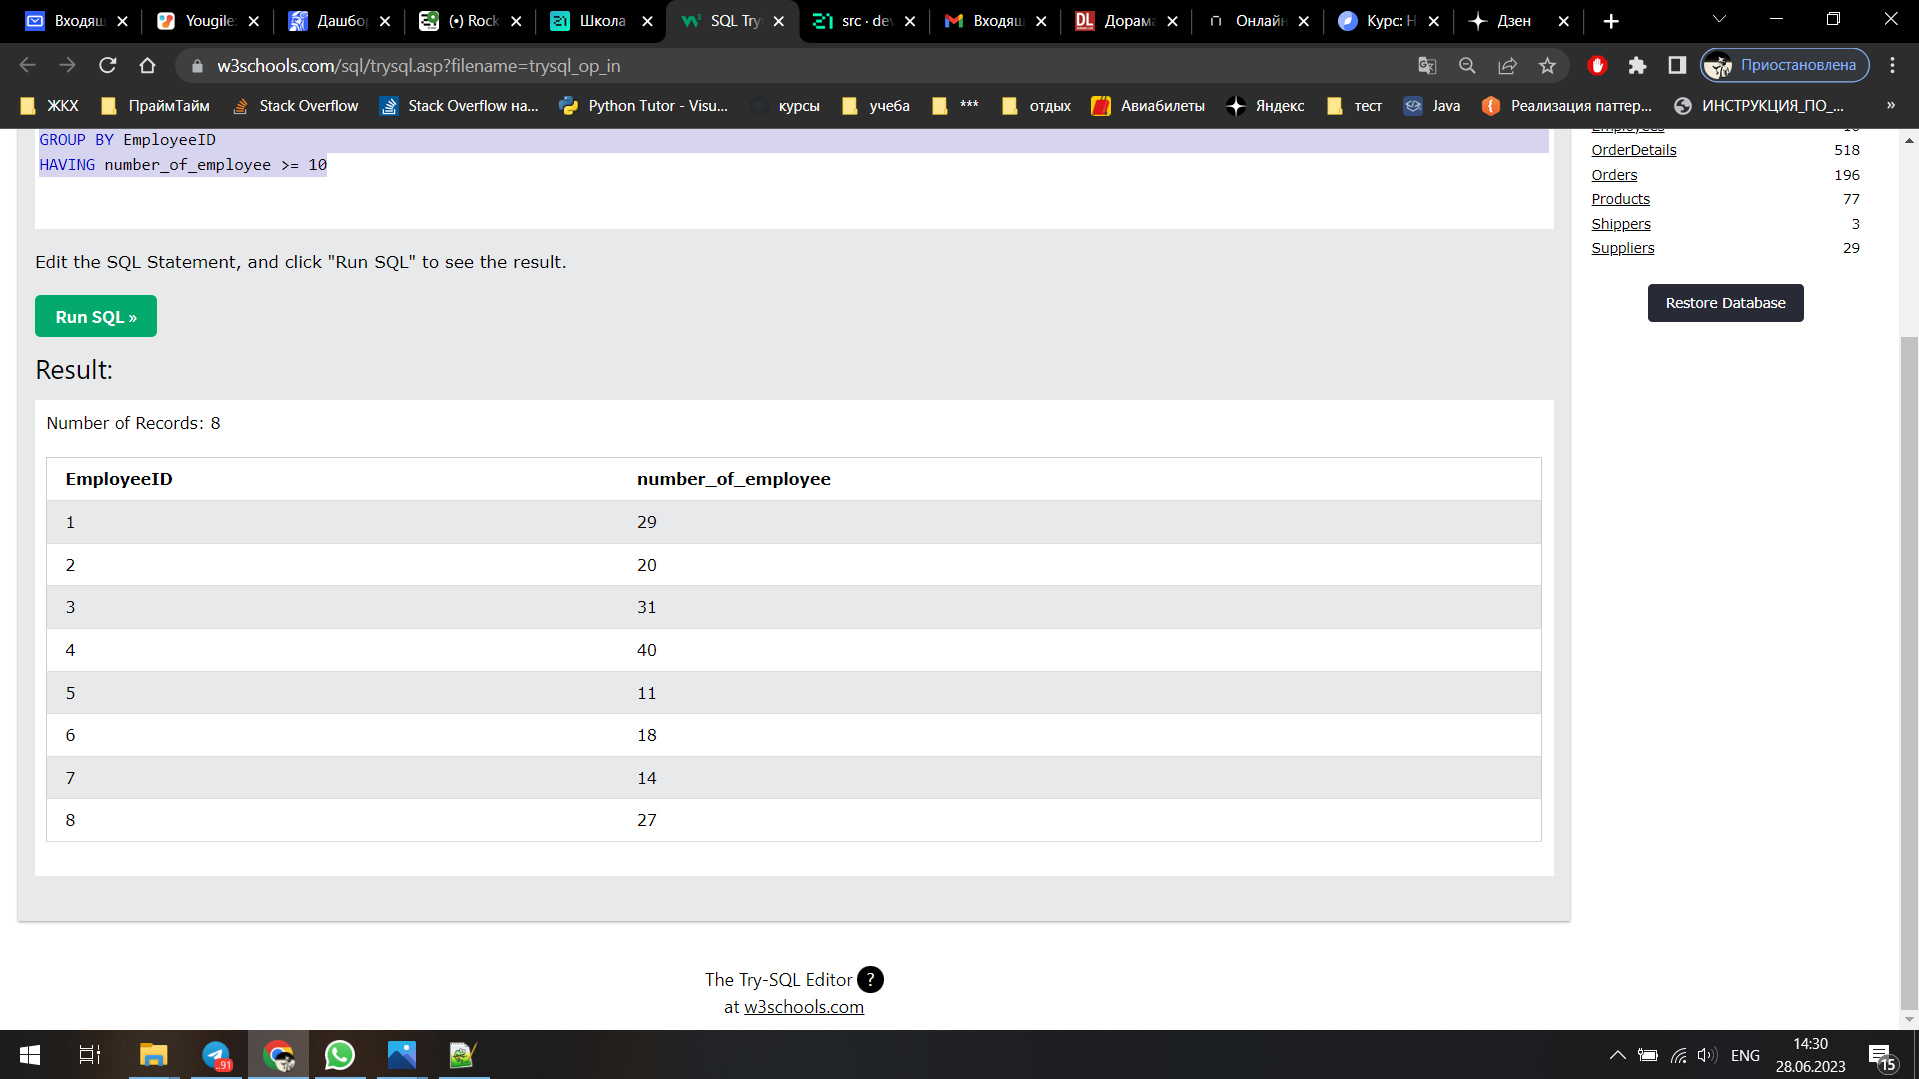 Входящ
Yougile
Дашбор
(•) Rock
Школа
SQL Try
src · dev
Входящ
Дорама
Онлайн
Курс: Н
Дзен
w3schools.com/sql/trysql.asp?filename=trysql_op_in
Приостановлена
ЖКХ
ПраймТайм
Stack Overflow
Stack Overflow на...
Python Tutor - Visu...
курсы
учеба
***
отдых
Авиабилеты
Яндекс
тест
Java
Реализация паттер...
ИНСТРУКЦИЯ_ПО_...
»
GROUP BY EmployeeID
HAVING number_of_employee >= 10
Edit the SQL Statement, and click "Run SQL" to see the result.
Run SQL »
Result:
Number of Records: 8
EmployeeID number_of_employee
1 29
2 20
3 31
4 40
5 11
6 18
7 14
8 27
Employees 10
OrderDetails 518
Orders 196
Products 77
Shippers 3
Suppliers 29
Restore Database
The Try-SQL Editor ?
at w3schools.com
..91
ENG
14:30
28.06.2023
15